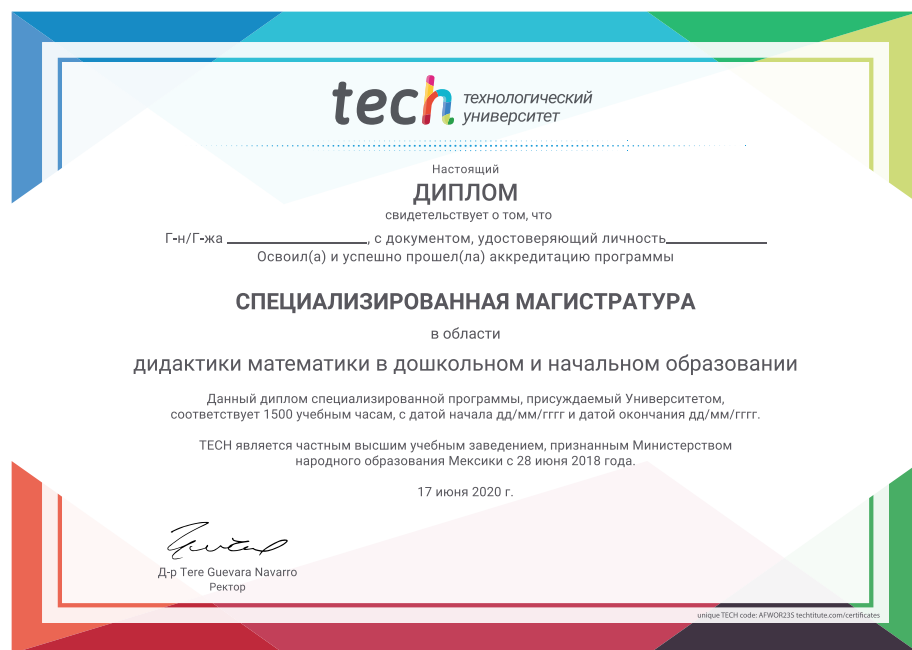 tech технологический
университет
Настоящий
ДИПЛОМ
свидетельствует о том, что
Г-н/Г-жа ____________, с документом, удостоверяющий личность____________
Освоил(а) и успешно прошел(ла) аккредитацию программы
СПЕЦИАЛИЗИРОВАННАЯ МАГИСТРАТУРА
в области
дидактики математики в дошкольном и начальном образовании
Данный диплом специализированной программы, присуждаемый Университетом,
соответствует 1500 учебным часам, с датой начала дд/мм/гггг и датой окончания дд/мм/гггг.
TECH является частным высшим учебным заведением, признанным Министерством
народного образования Мексики с 28 июня 2018 года.
17 июня 2020 г.
Д-р Tere Guevara Navarro
Ректор
unique TECH code: AFWOR23S techtitute.com/certificates